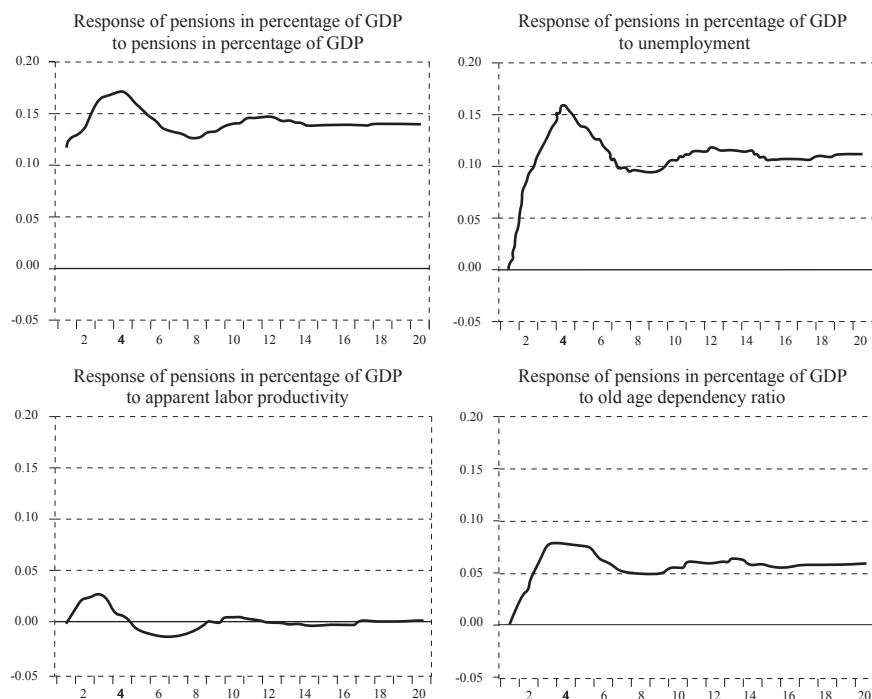 Response of pensions in percentage of GDP
to pensions in percentage of GDP
0.20
0.15
0.10
0.05
0.00
-0.05
2 4 6 8 10 12 14 16 18 20
Response of pensions in percentage of GDP
to unemployment
0.20
0.15
0.10
0.05
0.00
-0.05
2 4 6 8 10 12 14 16 18 20
Response of pensions in percentage of GDP
to apparent labor productivity
0.20
0.15
0.10
0.05
0.00
-0.05
2 4 6 8 10 12 14 16 18 20
Response of pensions in percentage of GDP
to old age dependency ratio
0.20
0.15
0.10
0.05
0.00
-0.05
2 4 6 8 10 12 14 16 18 20